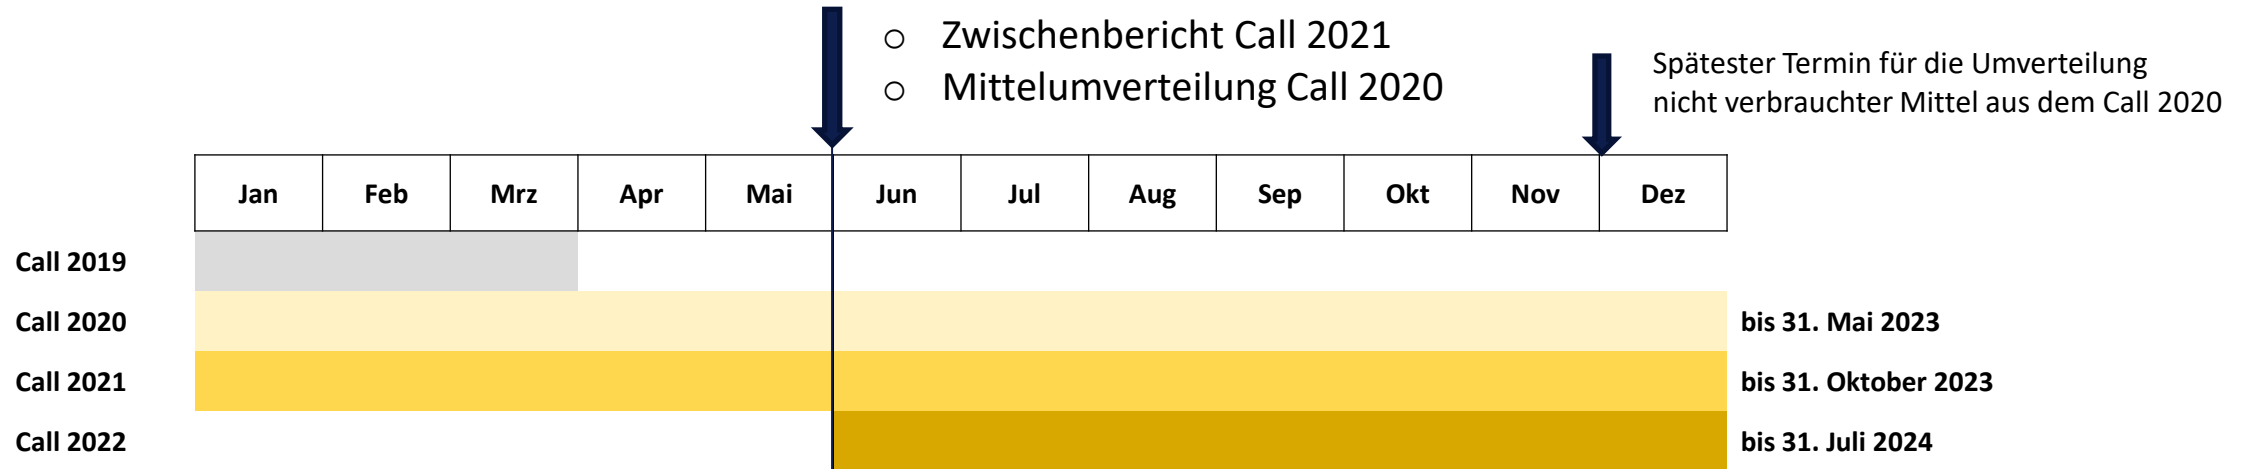 ○ Zwischenbericht Call 2021
○ Mittelumverteilung Call 2020
Spätester Termin für die Umverteilung
nicht verbrauchter Mittel aus dem Call 2020
Jan Feb Mrz Apr Mai Jun Jul Aug Sep Okt Nov Dez
Call 2019
Call 2020 bis 31. Mai 2023
Call 2021 bis 31. Oktober 2023
Call 2022 bis 31. Juli 2024